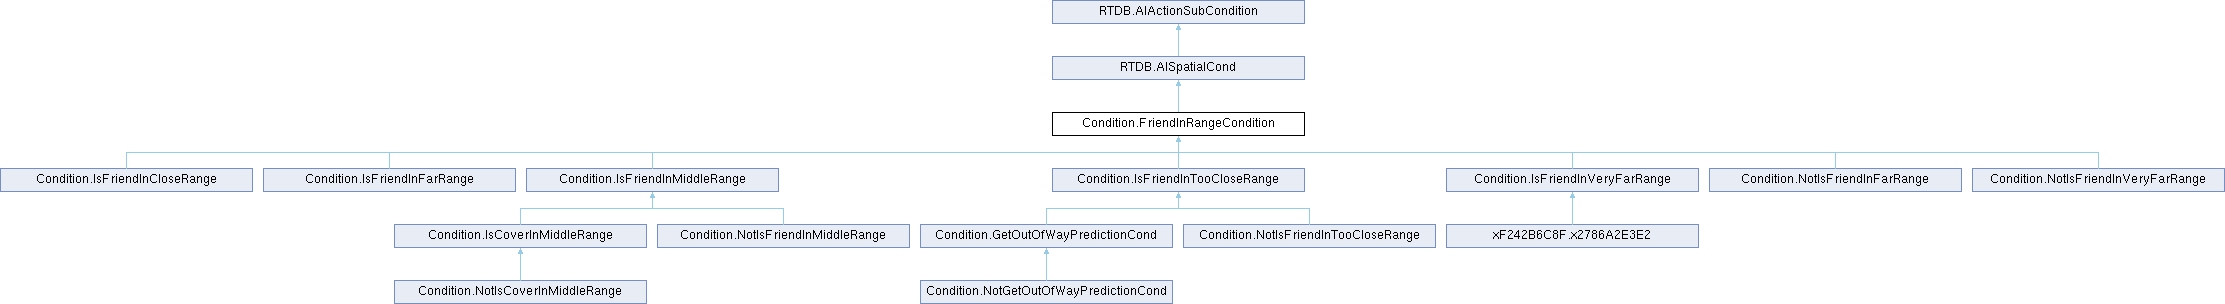 RTDB.AIActionSubCondition
RTDB.AISpatialCond
Condition.FriendInRangeCondition
Condition.IsFriendInCloseRange
Condition.IsFriendInFarRange
Condition.IsFriendInMiddleRange
Condition.IsFriendInTooCloseRange
Condition.IsFriendInVeryFarRange
Condition.NotIsFriendInFarRange
Condition.NotIsFriendInVeryFarRange
Condition.IsCoverInMiddleRange
Condition.NotIsFriendInMiddleRange
Condition.GetOutOfWayPredictionCond
Condition.NotIsFriendInTooCloseRange
xF242B6C8F.x2786A2E3E2
Condition.NotIsCoverInMiddleRange
Condition.NotGetOutOfWayPredictionCond